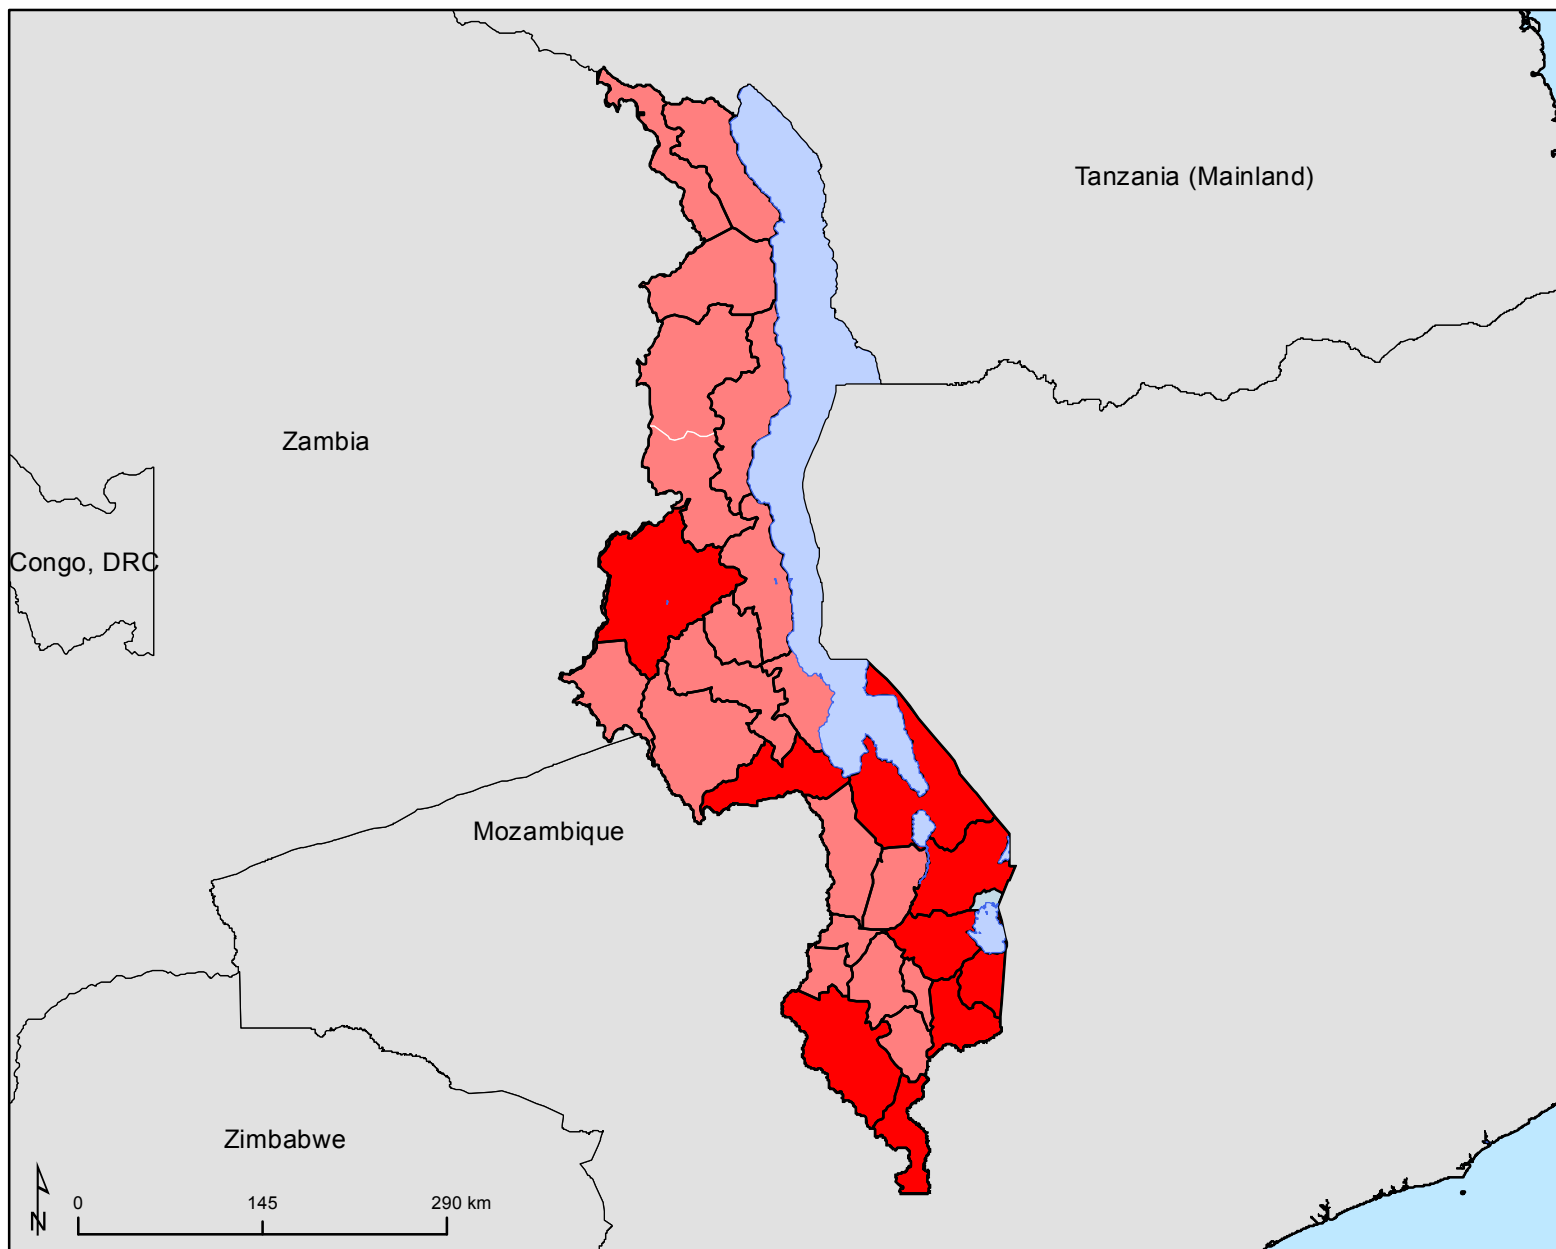 Tanzania (Mainland)
Zambia
Congo, DRC
Mozambique
Zimbabwe
N
0 145 290 km